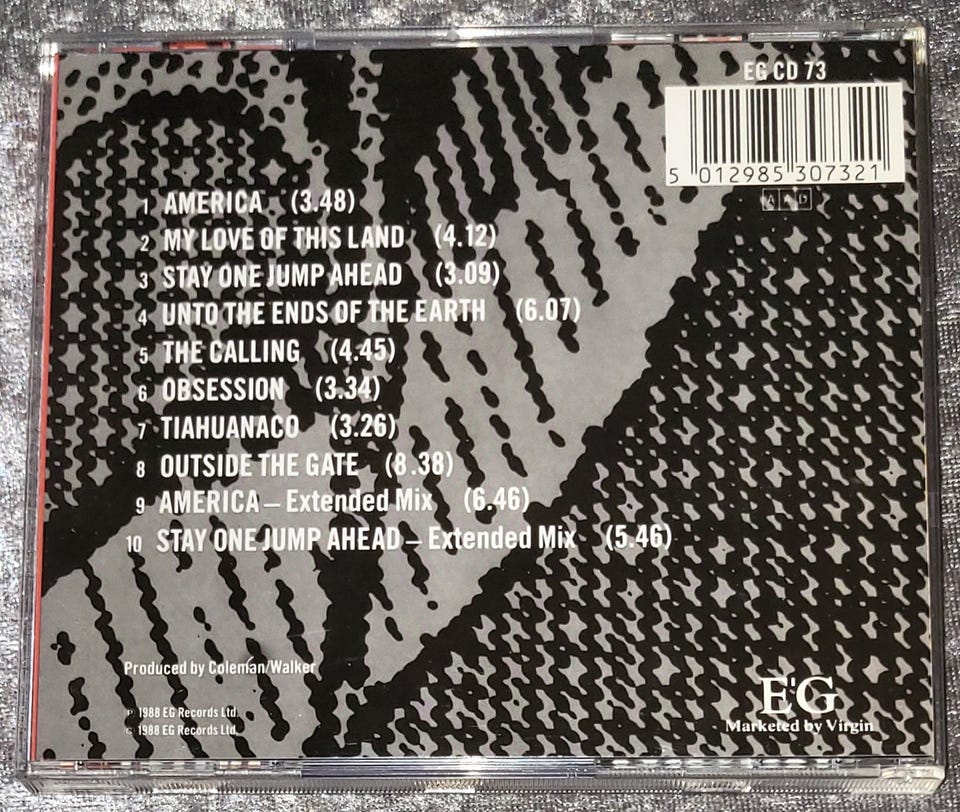 EG CD 73
5 012985 307321
AAD
1 AMERICA (3.48)
2 MY LOVE OF THIS LAND (4.12)
3 STAY ONE JUMP AHEAD (3.09)
4 UNTO THE ENDS OF THE EARTH (6.07)
5 THE CALLING (4.45)
6 OBSESSION (3.34)
7 TIAHUANACO (3.26)
8 OUTSIDE THE GATE (8.38)
9 AMERICA – Extended Mix (6.46)
10 STAY ONE JUMP AHEAD – Extended Mix (5.46)
Produced by Coleman/Walker
℗ 1988 EG Records Ltd.
© 1988 EG Records Ltd.
E'G
Marketed by Virgin